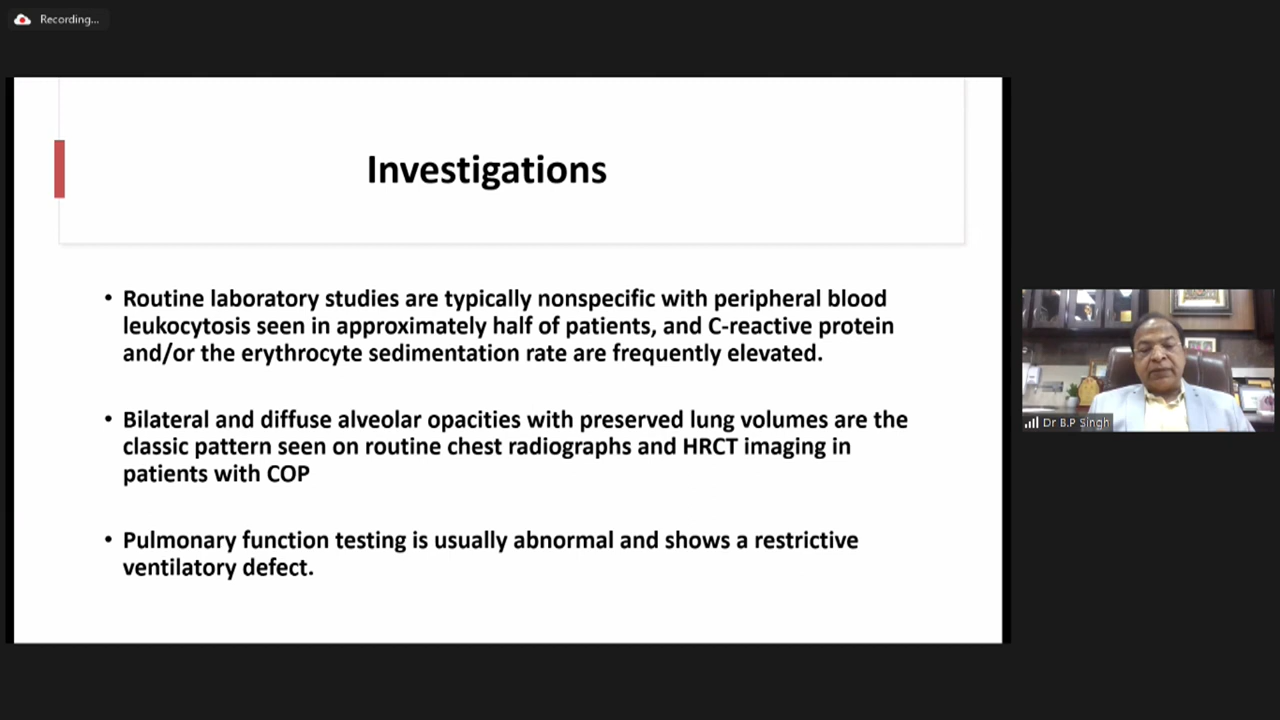 Recording...
Investigations
• Routine laboratory studies are typically nonspecific with peripheral blood
leukocytosis seen in approximately half of patients, and C-reactive protein
and/or the erythrocyte sedimentation rate are frequently elevated.
• Bilateral and diffuse alveolar opacities with preserved lung volumes are the
classic pattern seen on routine chest radiographs and HRCT imaging in
patients with COP
• Pulmonary function testing is usually abnormal and shows a restrictive
ventilatory defect.
Dr B.P Singh